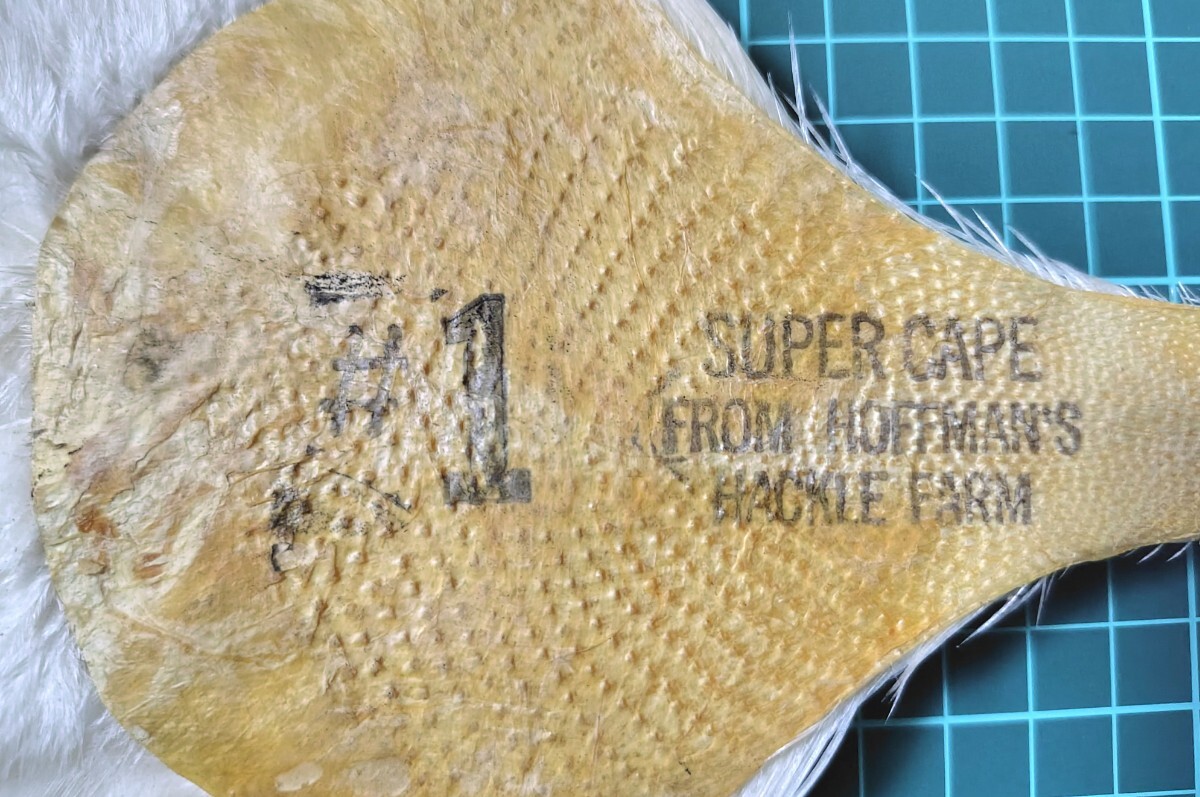 #1
SUPER CAPE
FROM HOFFMAN'S
HACKLE FARM